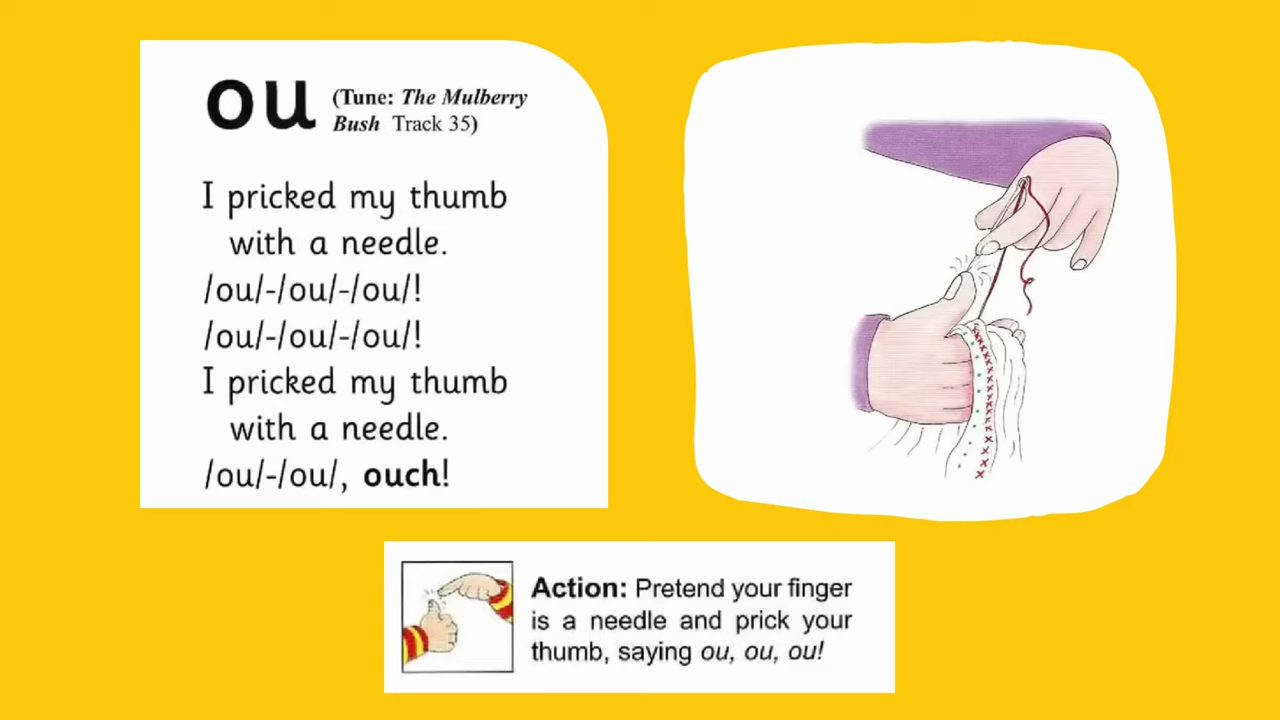 ou (Tune: The Mulberry
Bush Track 35)
I pricked my thumb
with a needle.
/ou/-/ou/-/ou/!
/ou/-/ou/-/ou/!
I pricked my thumb
with a needle.
/ou/-/ou/, ouch!
Action: Pretend your finger
is a needle and prick your
thumb, saying ou, ou, ou!